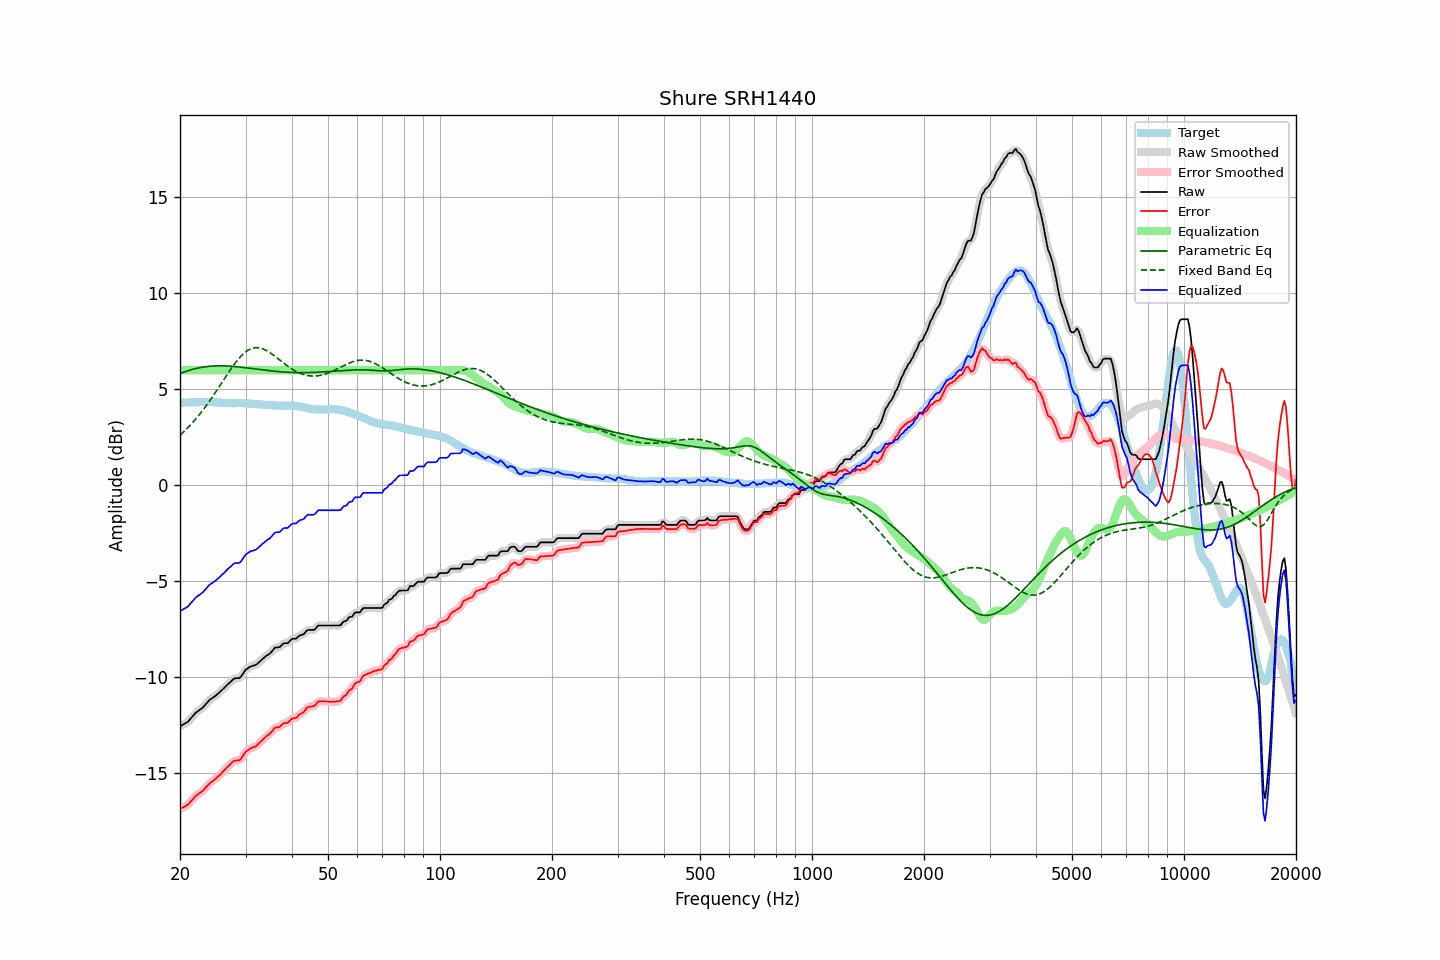 Shure SRH1440
Target
Raw Smoothed
Error Smoothed
Raw
Error
Equalization
Parametric Eq
Fixed Band Eq
Equalized
15
10
5
0
−5
−10
−15
Amplitude (dBr)
20
50
100
200
500
1000
2000
5000
10000
20000
Frequency (Hz)